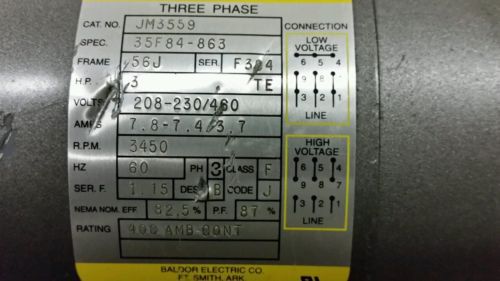 THREE PHASE
CAT. NO. JM3559
SPEC. 35F84-863
FRAME 56J SER. F394
H.P. 3 TE
VOLTS 208-230/460
AMPS 7.8-7.4/3.7
R.P.M. 3450
HZ 60 PH 3 CLASS F
SER. F. 1.15 DES B CODE J
NEMA NOM. EFF. 82.5 % P.F. 87 %
RATING 40C AMB-CONT
BALDOR ELECTRIC CO.
FT. SMITH, ARK
CONNECTION
LOW
VOLTAGE
6 5 4
9 8 7
3 2 1
LINE
HIGH
VOLTAGE
6 5 4
9 8 7
3 2 1
LINE